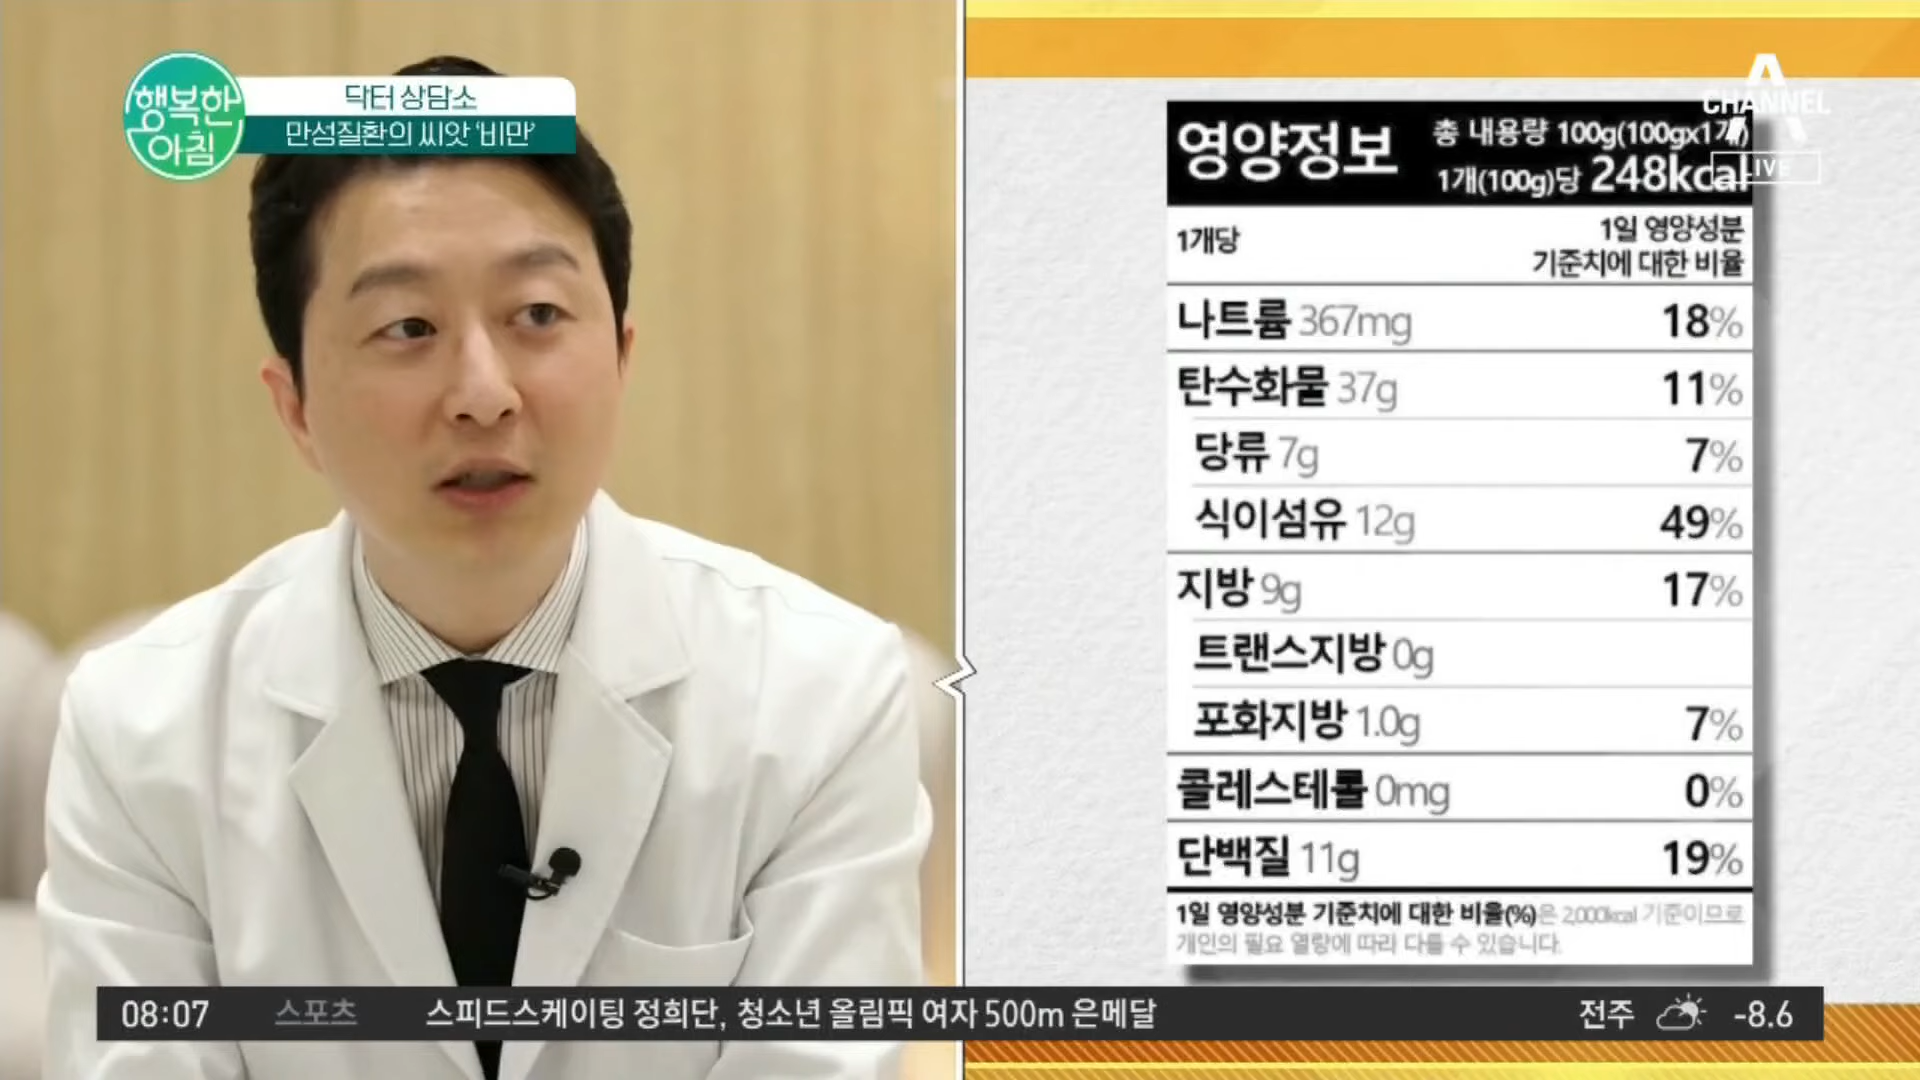 행복한
아침
닥터 상담소
만성질환의 씨앗 '비만'
CHANNEL A
LIVE
영양정보
총 내용량 100g(100gx1개)
1개(100g)당 248kcal
1개당
1일 영양성분
기준치에 대한 비율
나트륨 367mg 18%
탄수화물 37g 11%
당류 7g 7%
식이섬유 12g 49%
지방 9g 17%
트랜스지방 0g
포화지방 1.0g 7%
콜레스테롤 0mg 0%
단백질 11g 19%
1일 영양성분 기준치에 대한 비율(%)은 2,000kcal 기준이므로
개인의 필요 열량에 따라 다를 수 있습니다.
08:07 스포츠 스피드스케이팅 정희단, 청소년 올림픽 여자 500m 은메달 전주 -8.6